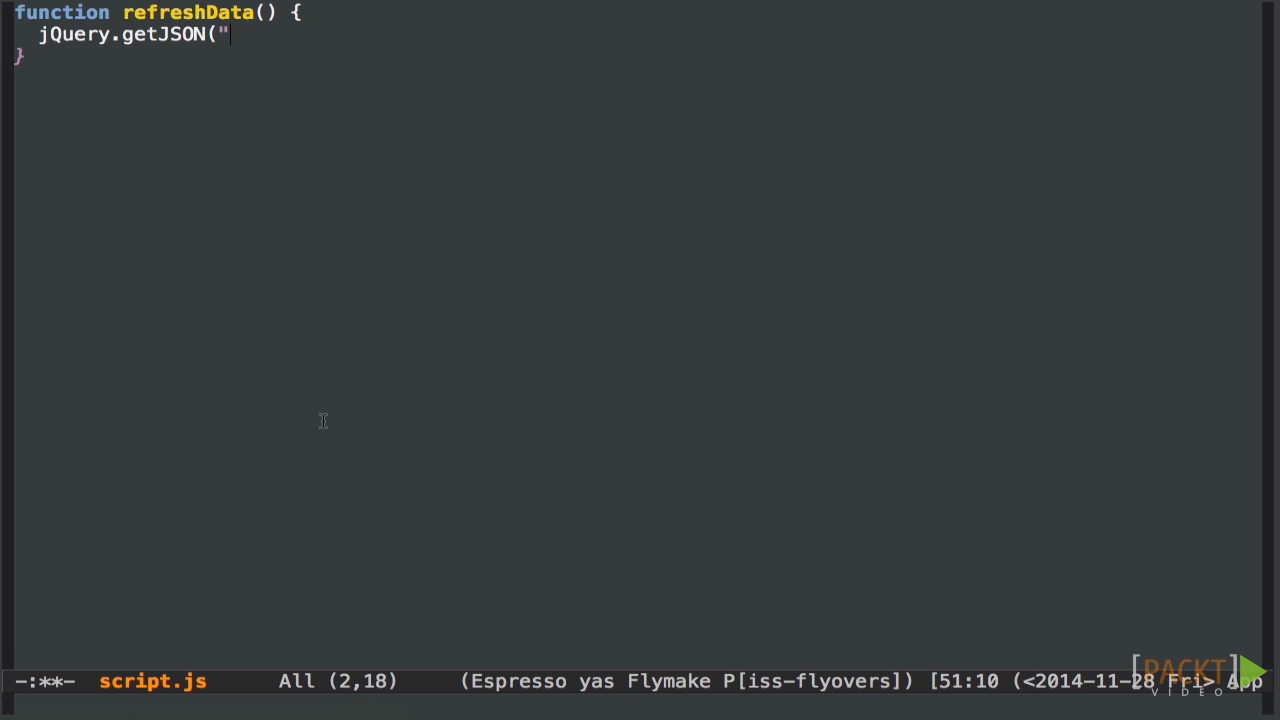 function refreshData() {
  jQuery.getJSON("
}
-:**-  script.js      All (2,18)     (Espresso yas Flymake P[iss-flyovers]) [51:10 (<2014-11-28 Fri> App
[PACKT]
VIDEO